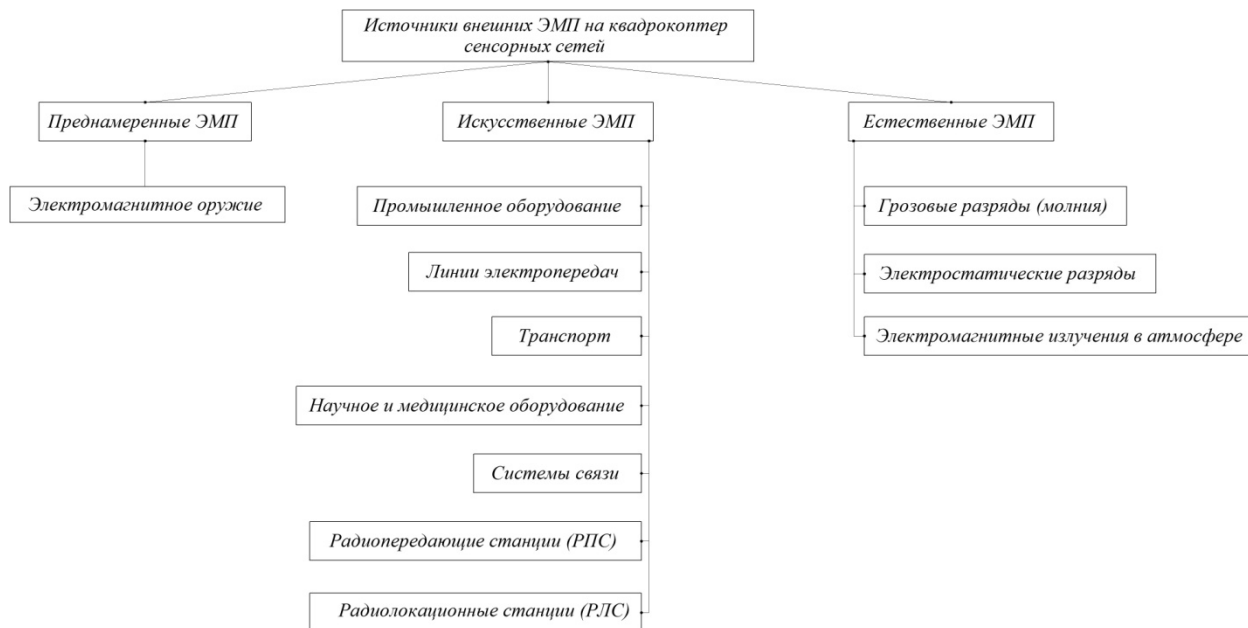 Источники внешних ЭМП на квадрокоптер
сенсорных сетей
Преднамеренные ЭМП
Искусственные ЭМП
Естественные ЭМП
Электромагнитное оружие
Промышленное оборудование
Линии электропередач
Транспорт
Научное и медицинское оборудование
Системы связи
Радиопередающие станции (РПС)
Радиолокационные станции (РЛС)
Грозовые разряды (молния)
Электростатические разряды
Электромагнитные излучения в атмосфере